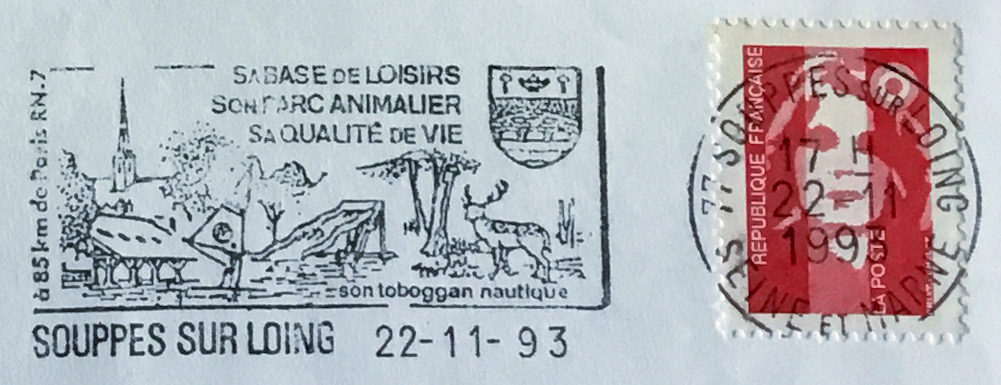 à 85 km de Paris RN.7
SA BASE DE LOISIRS
SON PARC ANIMALIER
SA QUALITÉ DE VIE
son toboggan nautique
SOUPPES SUR LOING 22-11-93
77 SOUPPES SUR LOING
17 H
22-11
1993
SEINE ET MARNE
RÉPUBLIQUE FRANÇAISE
LA POSTE